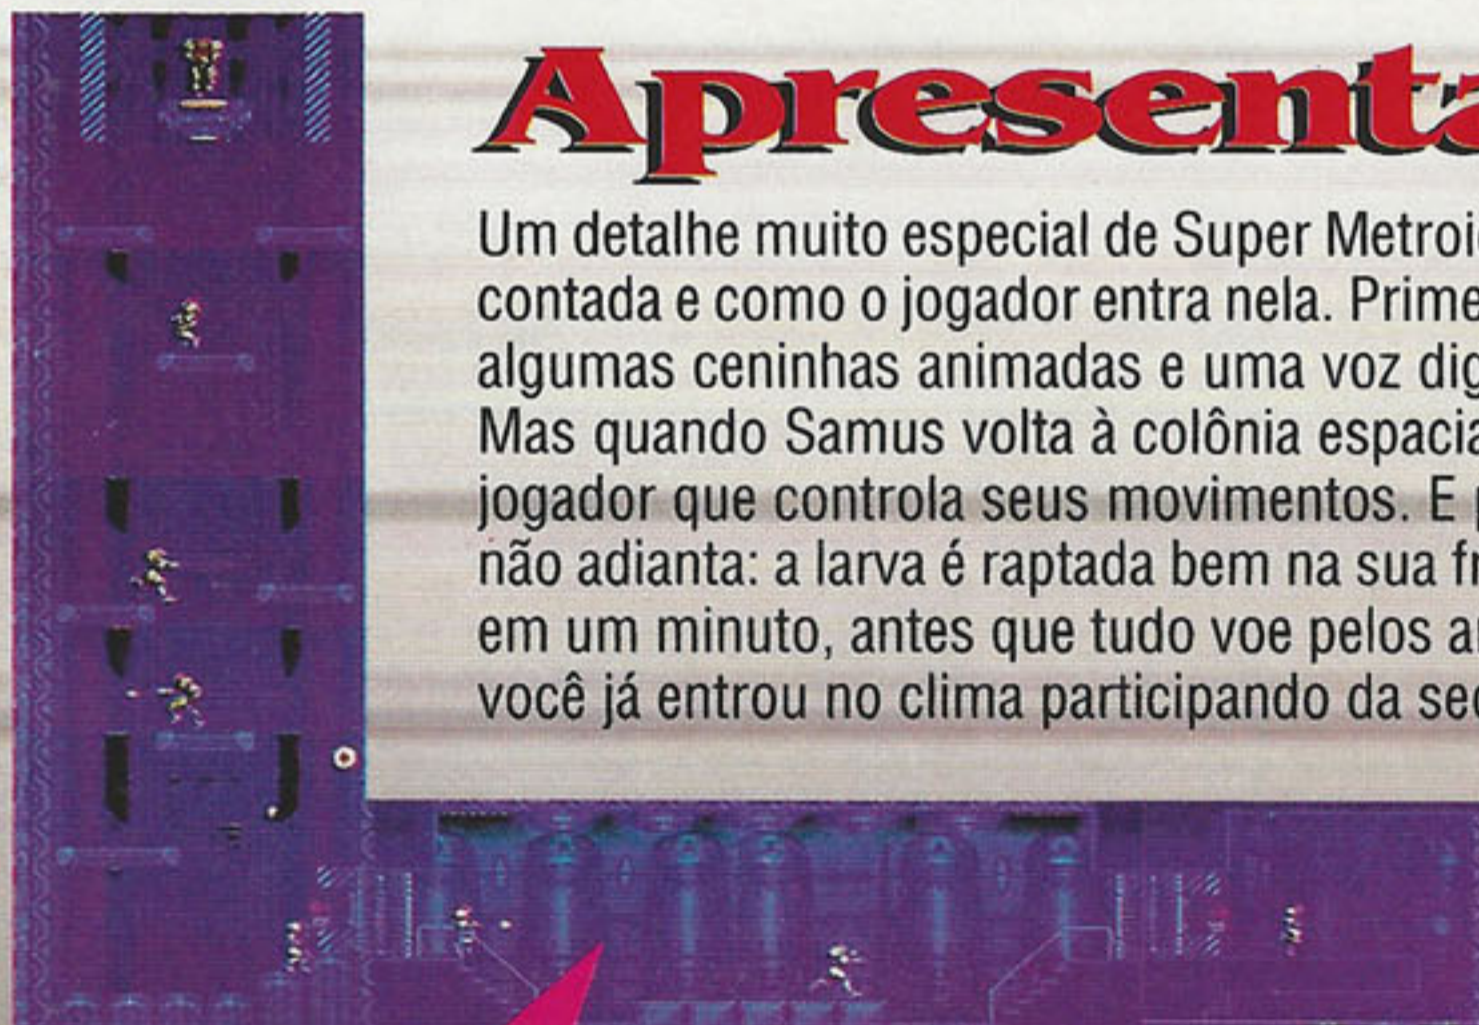 Apresenta
Um detalhe muito especial de Super Metroi
contada e como o jogador entra nela. Prime
algumas ceninhas animadas e uma voz dig
Mas quando Samus volta à colônia espacia
jogador que controla seus movimentos. E p
não adianta: a larva é raptada bem na sua fr
em um minuto, antes que tudo voe pelos ar
você já entrou no clima participando da seq